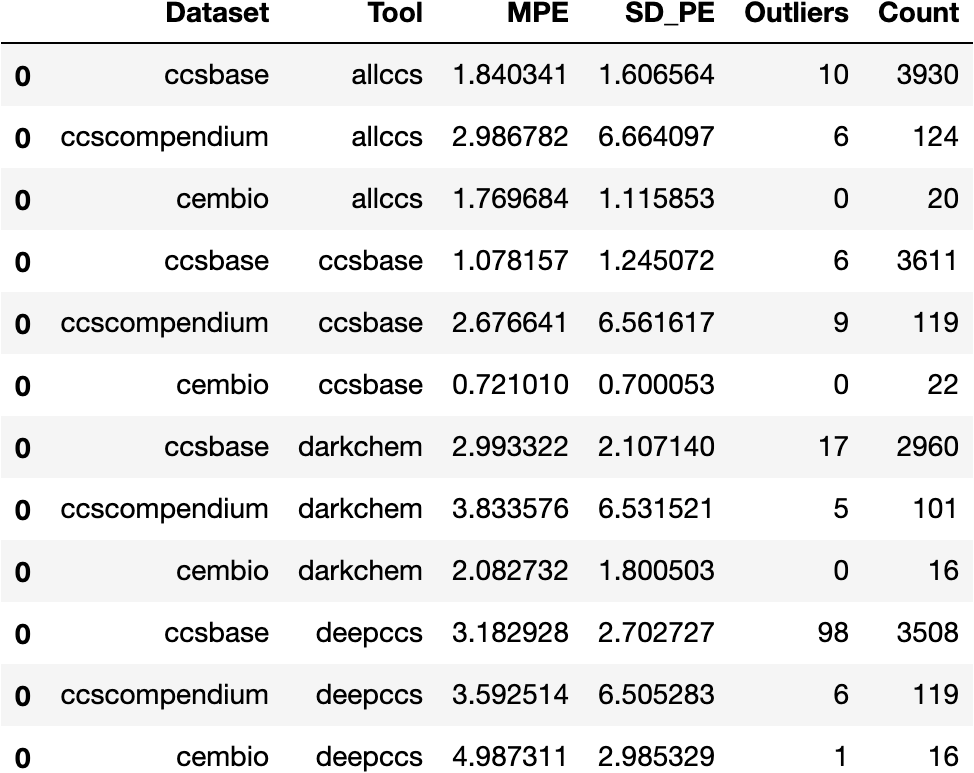 Dataset Tool MPE SD_PE Outliers Count
0 ccsbase allccs 1.840341 1.606564 10 3930
0 ccscompendium allccs 2.986782 6.664097 6 124
0 cembio allccs 1.769684 1.115853 0 20
0 ccsbase ccsbase 1.078157 1.245072 6 3611
0 ccscompendium ccsbase 2.676641 6.561617 9 119
0 cembio ccsbase 0.721010 0.700053 0 22
0 ccsbase darkchem 2.993322 2.107140 17 2960
0 ccscompendium darkchem 3.833576 6.531521 5 101
0 cembio darkchem 2.082732 1.800503 0 16
0 ccsbase deepccs 3.182928 2.702727 98 3508
0 ccscompendium deepccs 3.592514 6.505283 6 119
0 cembio deepccs 4.987311 2.985329 1 16